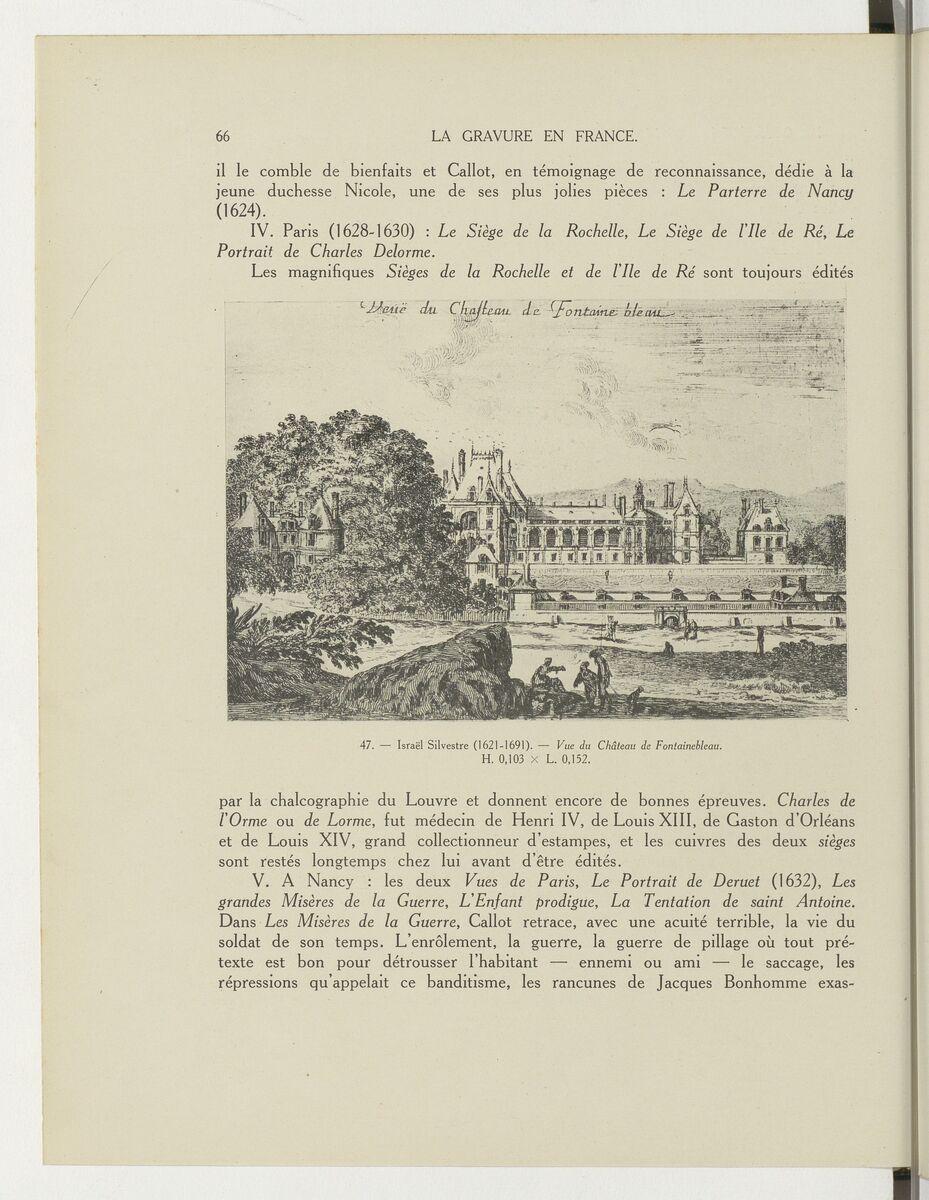 66
LA GRAVURE EN FRANCE.
il le comble de bienfaits et Callot, en témoignage de reconnaissance, dédie à la
jeune duchesse Nicole, une de ses plus jolies pièces : Le Parterre de Nancy
(1624).
IV. Paris (1628-1630) : Le Siège de la Rochelle, Le Siège de l'Ile de Ré, Le
Portrait de Charles Delorme.
Les magnifiques Sièges de la Rochelle et de l'Ile de Ré sont toujours édités
Veuë du Chasteau de Fontaine bleau
47. — Israël Silvestre (1621-1691). — Vue du Château de Fontainebleau.
H. 0,103 × L. 0,152.
par la chalcographie du Louvre et donnent encore de bonnes épreuves. Charles de
l'Orme ou de Lorme, fut médecin de Henri IV, de Louis XIII, de Gaston d'Orléans
et de Louis XIV, grand collectionneur d'estampes, et les cuivres des deux sièges
sont restés longtemps chez lui avant d'être édités.
V. A Nancy : les deux Vues de Paris, Le Portrait de Deruet (1632), Les
grandes Misères de la Guerre, L'Enfant prodigue, La Tentation de saint Antoine.
Dans Les Misères de la Guerre, Callot retrace, avec une acuité terrible, la vie du
soldat de son temps. L'enrôlement, la guerre, la guerre de pillage où tout pré-
texte est bon pour détrousser l'habitant — ennemi ou ami — le saccage, les
répressions qu'appelait ce banditisme, les rancunes de Jacques Bonhomme exas-